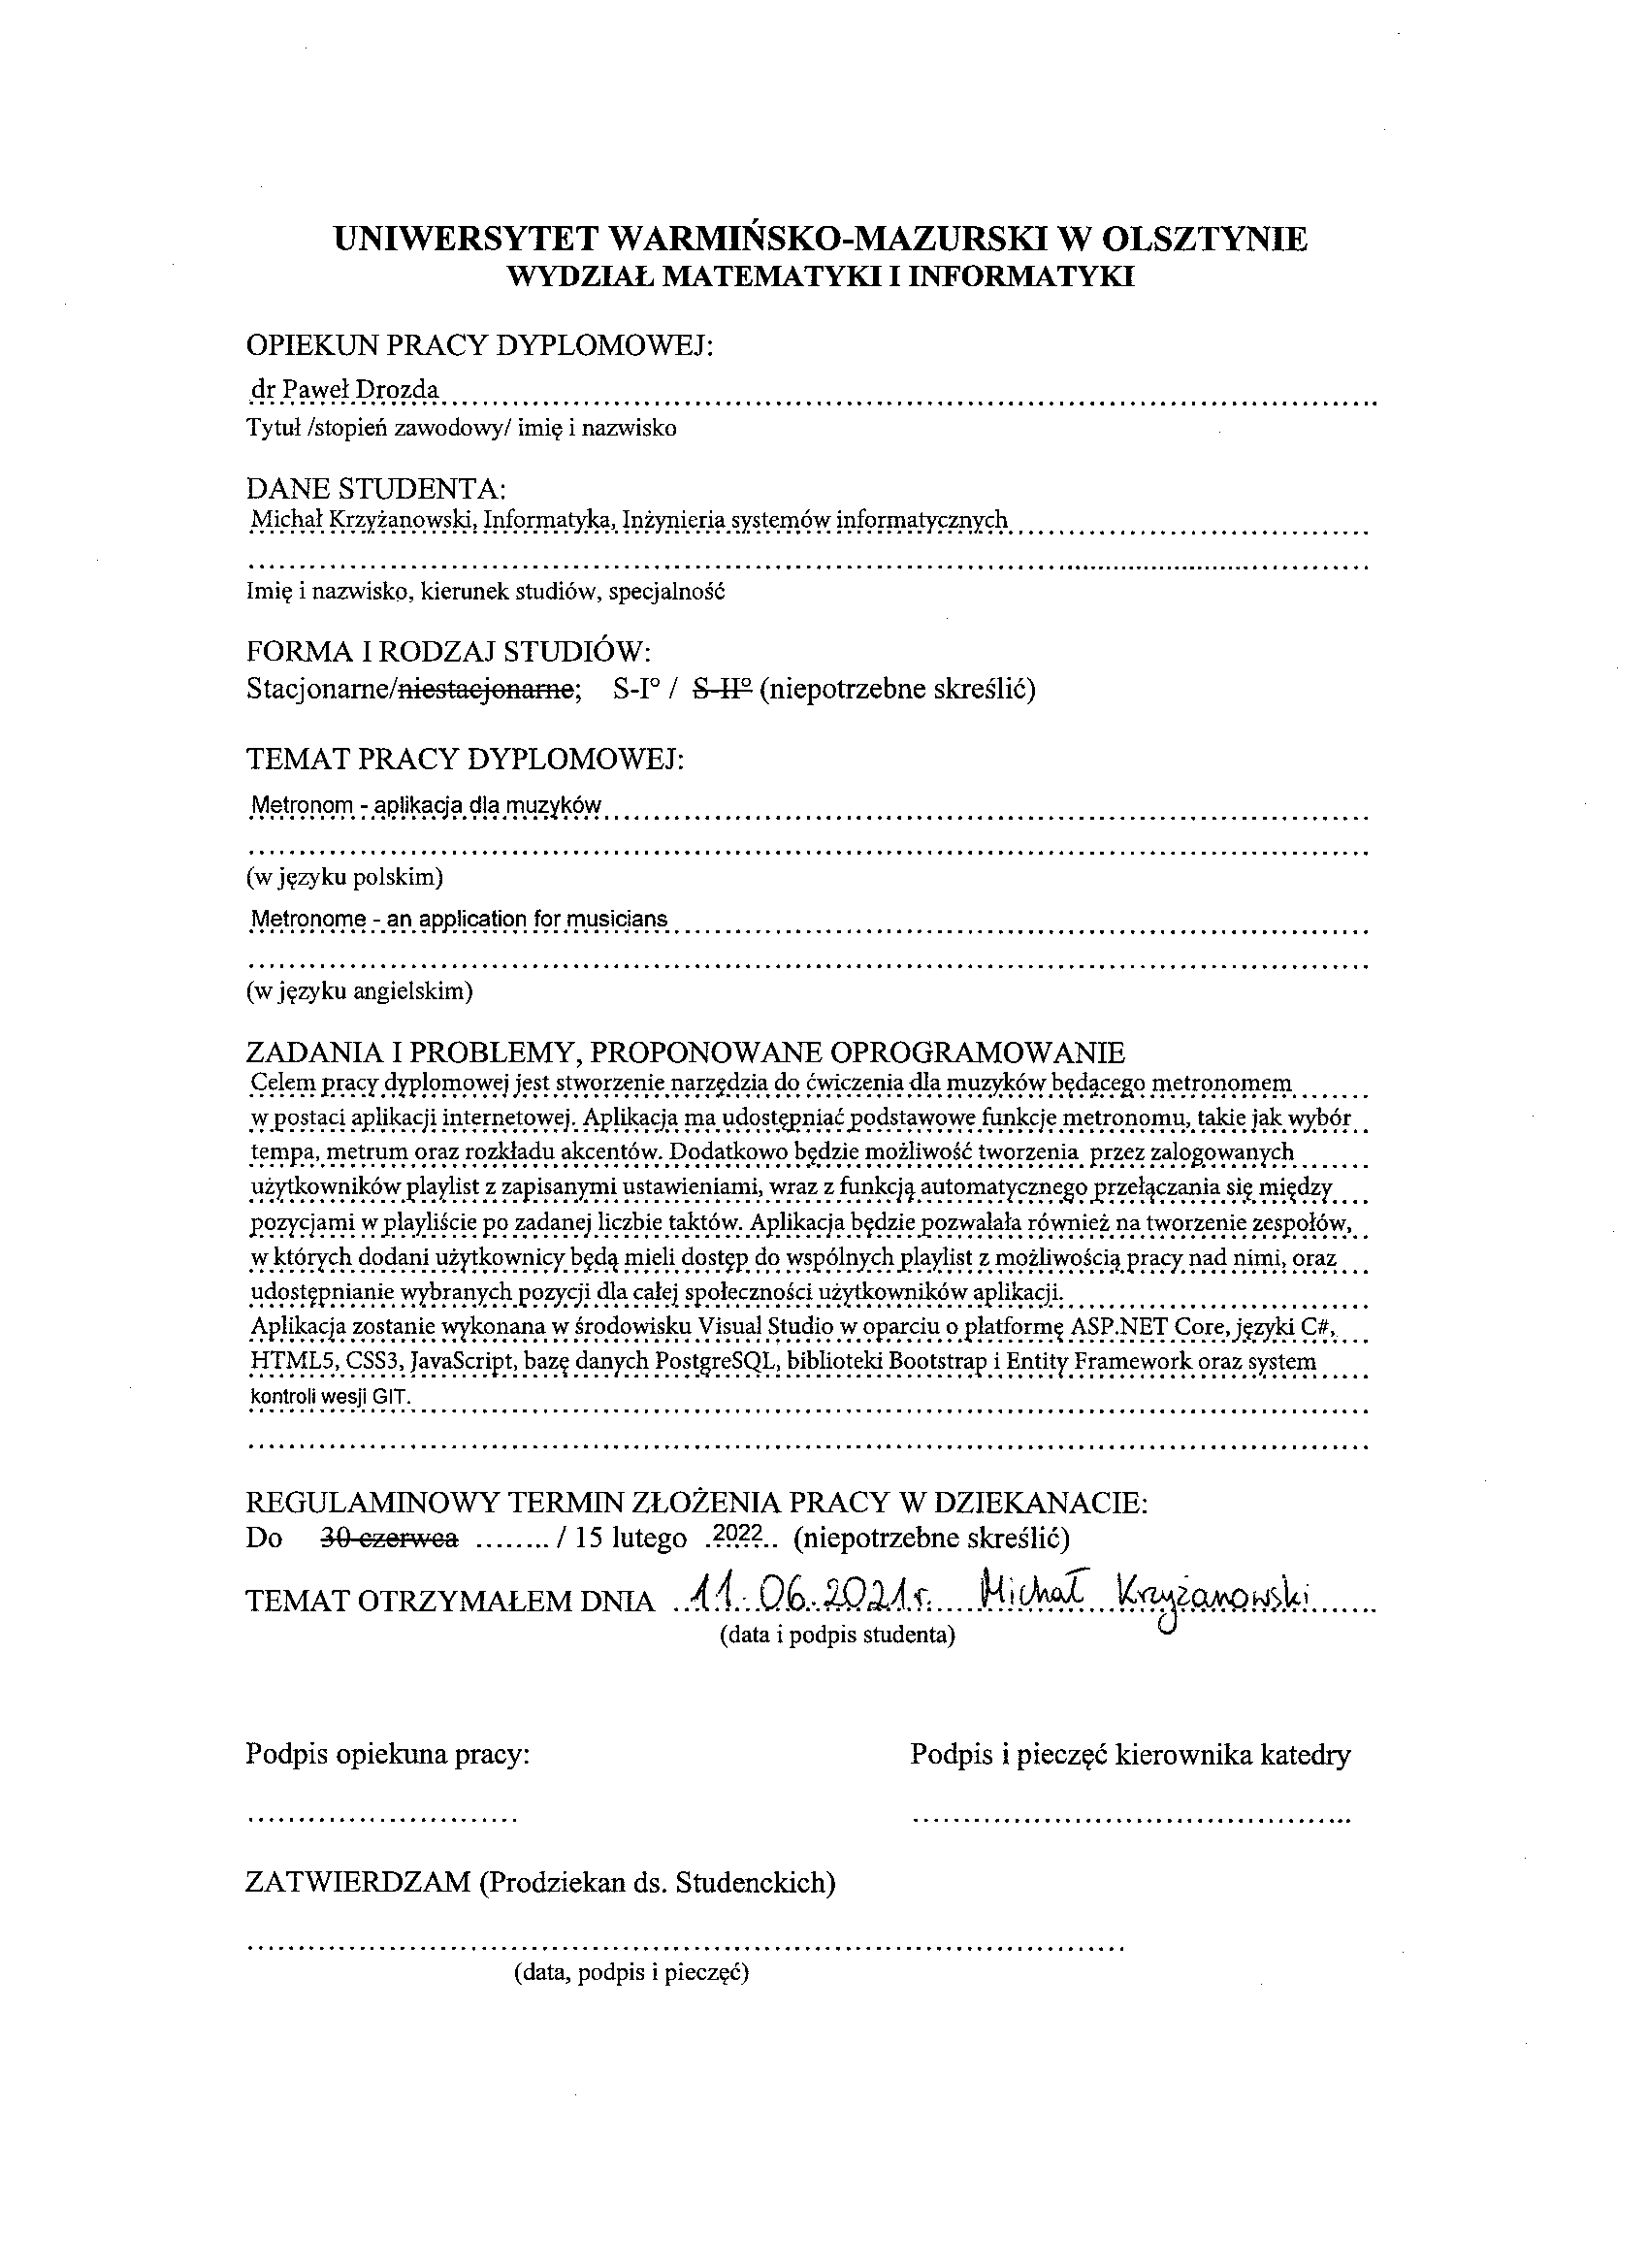 UNIWERSYTET WARMIŃSKO-MAZURSKI W OLSZTYNIE
WYDZIAŁ MATEMATYKI I INFORMATYKI
OPIEKUN PRACY DYPLOMOWEJ:
dr Paweł Drozda
Tytuł /stopień zawodowy/ imię i nazwisko
DANE STUDENTA:
Michał Krzyżanowski, Informatyka, Inżynieria systemów informatycznych
Imię i nazwisko, kierunek studiów, specjalność
FORMA I RODZAJ STUDIÓW:
Stacjonarne/niestacjonarne; S-I° / S-II° (niepotrzebne skreślić)
TEMAT PRACY DYPLOMOWEJ:
Metronom - aplikacja dla muzyków
(w języku polskim)
Metronome - an application for musicians
(w języku angielskim)
ZADANIA I PROBLEMY, PROPONOWANE OPROGRAMOWANIE
Celem pracy dyplomowej jest stworzenie narzędzia do ćwiczenia dla muzyków będącego metronomem
w postaci aplikacji internetowej. Aplikacja ma udostępniać podstawowe funkcje metronomu, takie jak wybór
tempa, metrum oraz rozkładu akcentów. Dodatkowo będzie możliwość tworzenia przez zalogowanych
użytkowników playlist z zapisanymi ustawieniami, wraz z funkcją automatycznego przełączania się między
pozycjami w playliście po zadanej liczbie taktów. Aplikacja będzie pozwalała również na tworzenie zespołów,
w których dodani użytkownicy będą mieli dostęp do wspólnych playlist z możliwością pracy nad nimi, oraz
udostępnianie wybranych pozycji dla całej społeczności użytkowników aplikacji.
Aplikacja zostanie wykonana w środowisku Visual Studio w oparciu o platformę ASP.NET Core, języki C#,
HTML5, CSS3, JavaScript, bazę danych PostgreSQL, biblioteki Bootstrap i Entity Framework oraz system
kontroli wesji GIT.
REGULAMINOWY TERMIN ZŁOŻENIA PRACY W DZIEKANACIE:
Do 30 czerwca ........ / 15 lutego .2022.. (niepotrzebne skreślić)
TEMAT OTRZYMAŁEM DNIA 11.06.2021r. Michał Krzyżanowski
(data i podpis studenta)
Podpis opiekuna pracy: Podpis i pieczęć kierownika katedry
ZATWIERDZAM (Prodziekan ds. Studenckich)
(data, podpis i pieczęć)